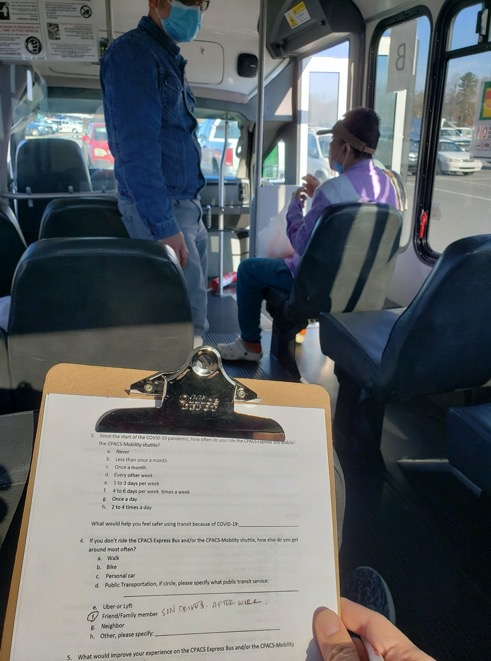 B
3. Since the start of the COVID-19 pandemic, how often do you ride the CPACS Express Bus and/or
the CPACS-Mobility shuttle?
a. Never
b. Less than once a month
c. Once a month
d. Every other week
e. 1 to 3 days per week
f. 4 to 6 days per week times a week
g. Once a day
h. 2 to 4 times a day
What would help you feel safer using transit because of COVID-19:
4. If you don't ride the CPACS Express Bus and/or the CPACS-Mobility shuttle, how else do you get
around most often?
a. Walk
b. Bike
c. Personal car
d. Public Transportation, if circle, please specify what public transit service:
e. Uber or Lyft
f. Friend/Family member SON DRIVES. AFTER WORK.
g. Neighbor
h. Other, please specify:
5. What would improve your experience on the CPACS Express Bus and/or the CPACS-Mobility